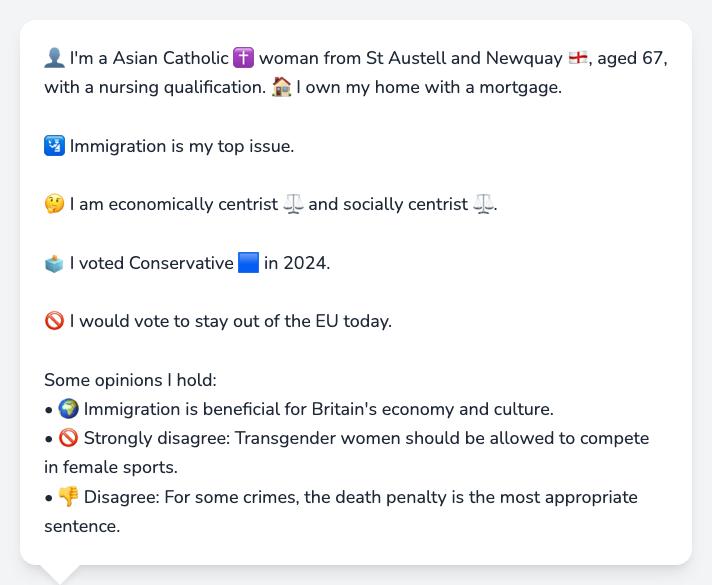 👤 I'm a Asian Catholic ✝️ woman from St Austell and Newquay 🏴󠁧󠁢󠁥󠁮󠁧󠁿, aged 67,
with a nursing qualification. 🏠 I own my home with a mortgage.
🛂 Immigration is my top issue.
🤔 I am economically centrist ⚖️ and socially centrist ⚖️.
🗳️ I voted Conservative 🟦 in 2024.
🚫 I would vote to stay out of the EU today.
Some opinions I hold:
• 🌍 Immigration is beneficial for Britain's economy and culture.
• 🚫 Strongly disagree: Transgender women should be allowed to compete
in female sports.
• 👎 Disagree: For some crimes, the death penalty is the most appropriate
sentence.